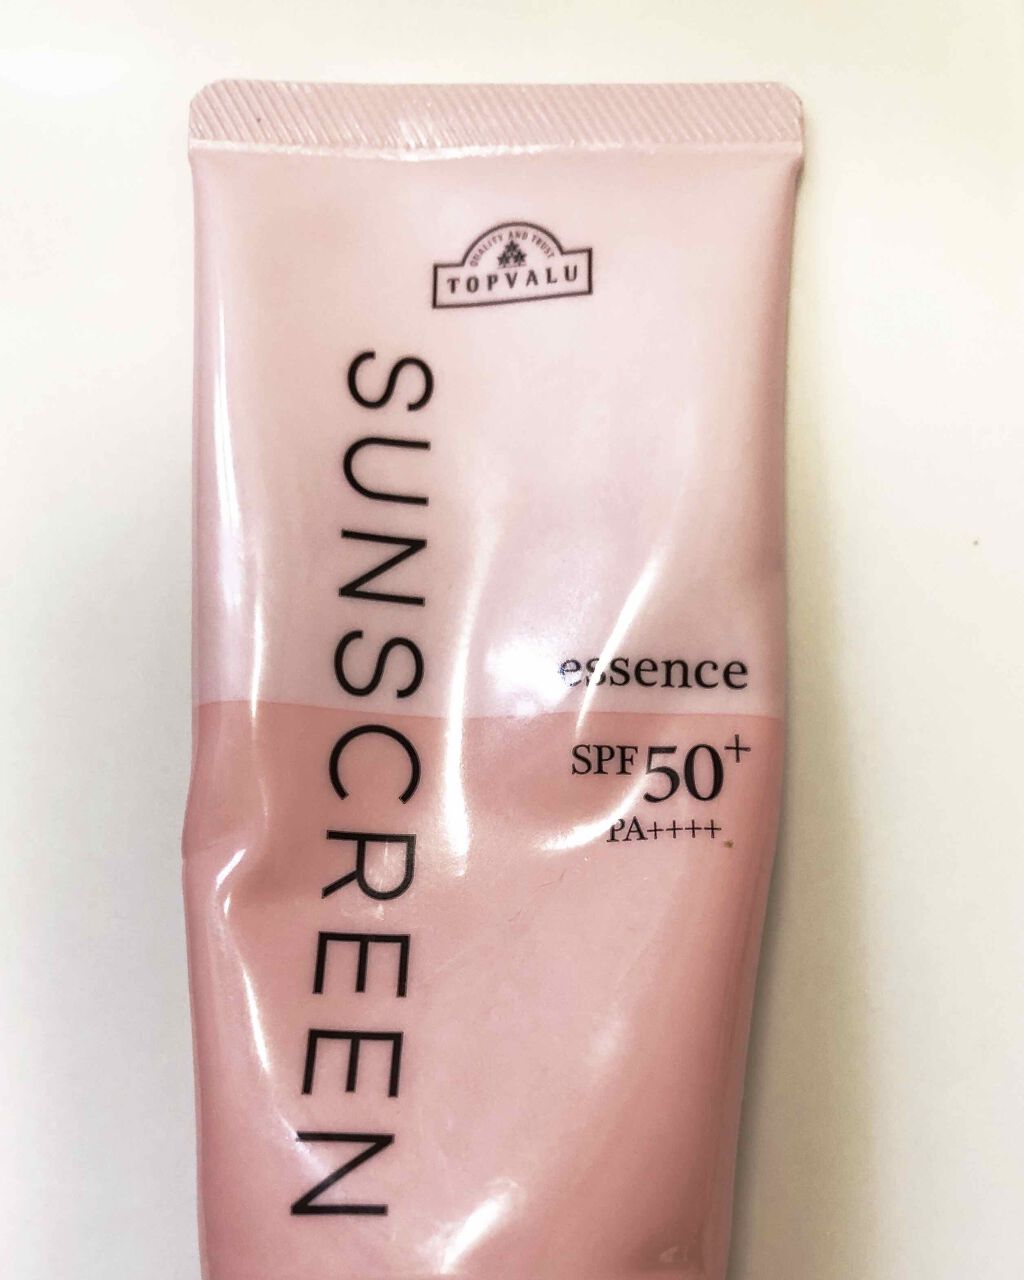 QUALITY AND TRUST
TOPVALU
SUNSCREEN
essence
SPF50+
PA++++